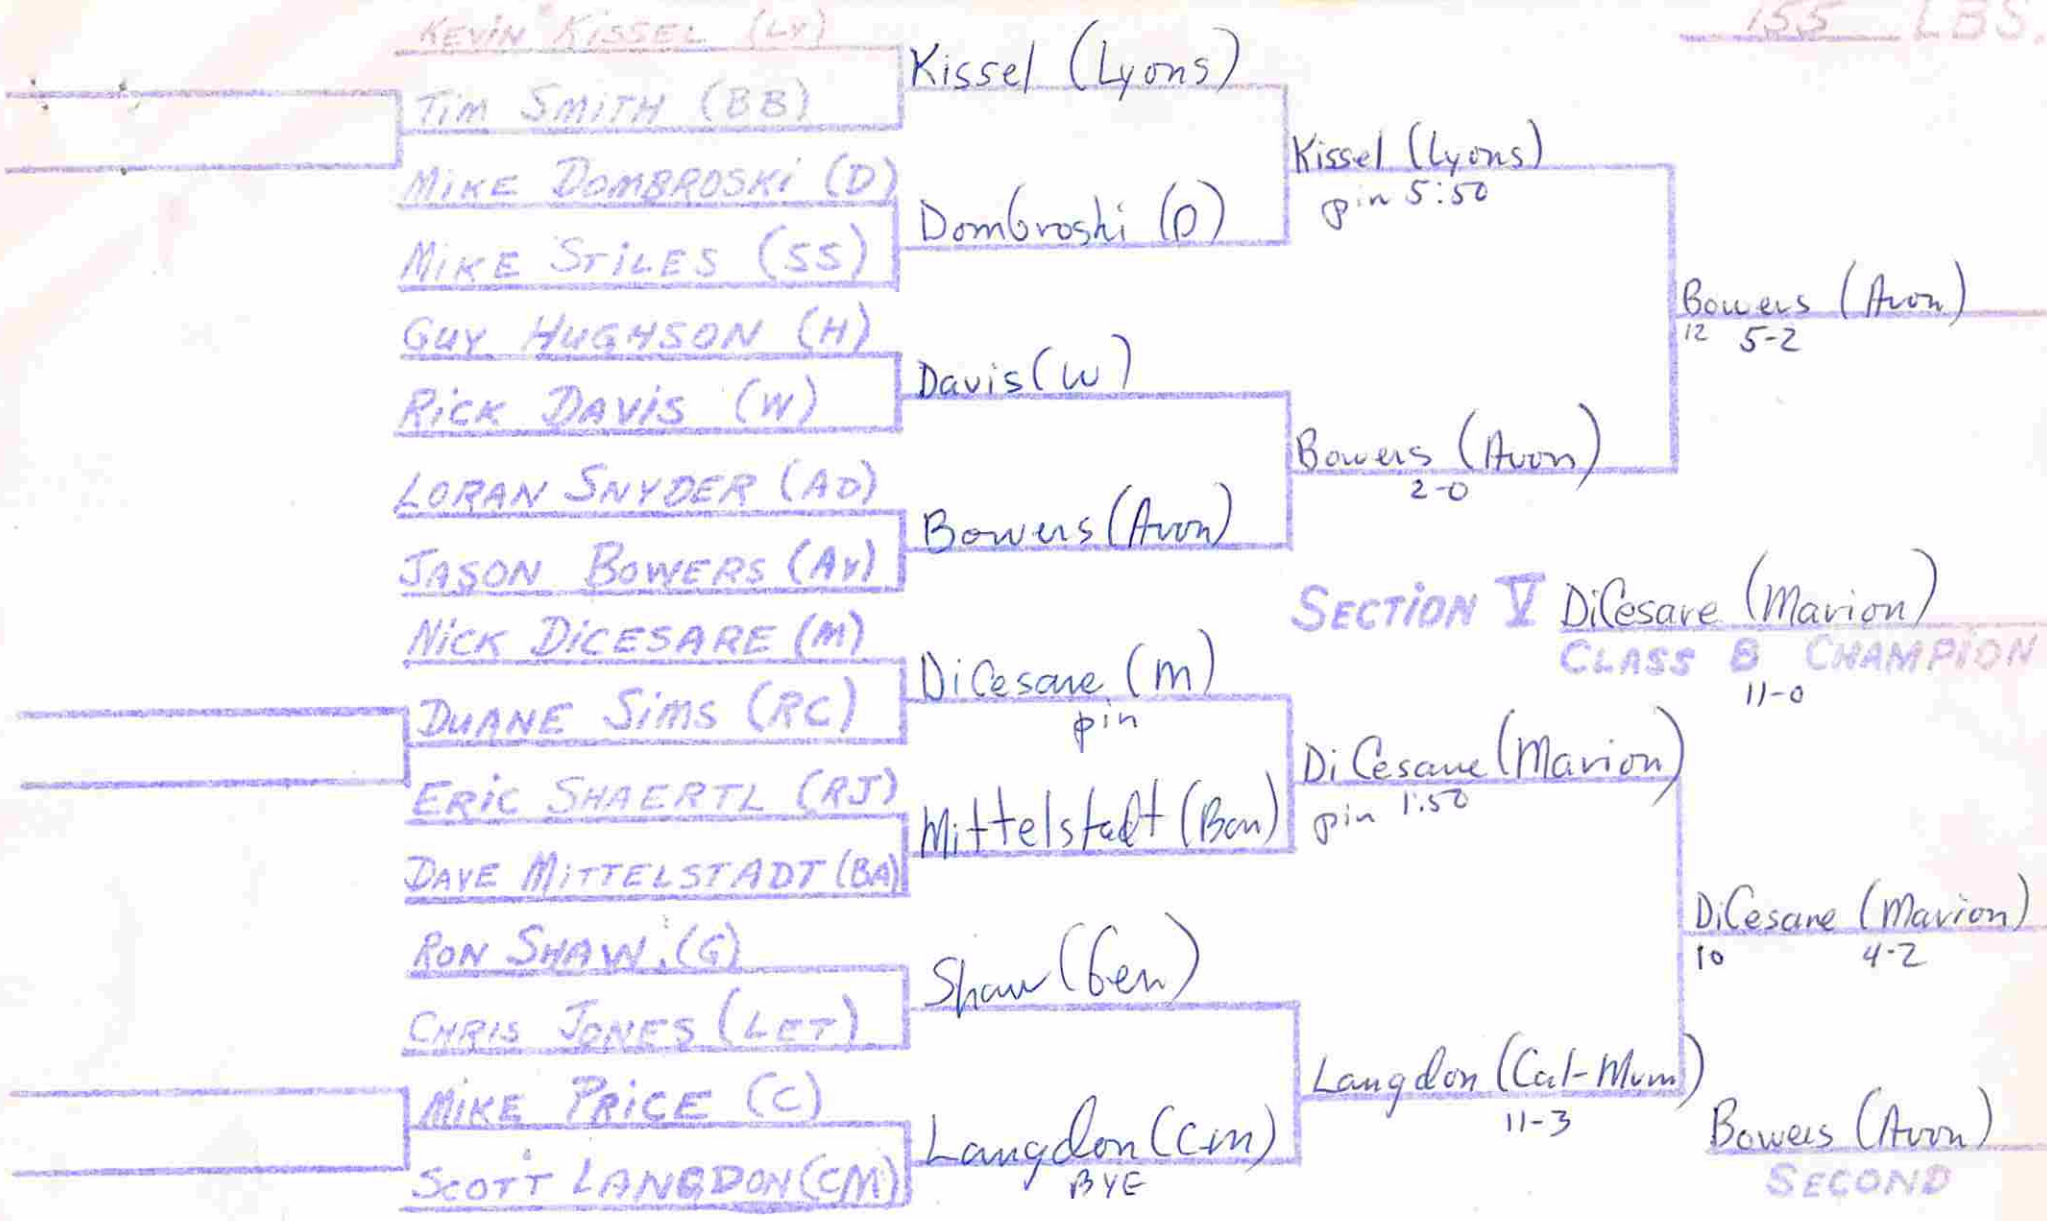 155 LBS.
KEVIN KISSEL (LY)
TIM SMITH (BB)
MIKE DOMBROSKI (D)
MIKE STILES (SS)
GUY HUGHSON (H)
RICK DAVIS (W)
LORAN SNYDER (AD)
JASON BOWERS (AV)
NICK DICESARE (M)
DUANE SIMS (RC)
ERIC SHAERTL (RJ)
DAVE MITTELSTADT (BA)
RON SHAW (G)
CHRIS JONES (LET)
MIKE PRICE (C)
SCOTT LANGDON (CM)
Kissel (Lyons)
Dombroski (D)
Davis (W)
Bowers (Avon)
DiCesare (M)
pin
Mittelstadt (Ban)
Shaw (Gen)
Langdon (CM)
BYE
Kissel (Lyons)
pin 5:50
Bowers (Avon)
2-0
DiCesare (Marion)
pin 1:50
Langdon (Cal-Mum)
11-3
Bowers (Avon)
12 5-2
SECTION V DiCesare (Marion)
CLASS B CHAMPION
11-0
DiCesare (Marion)
10 4-2
Bowers (Avon)
SECOND